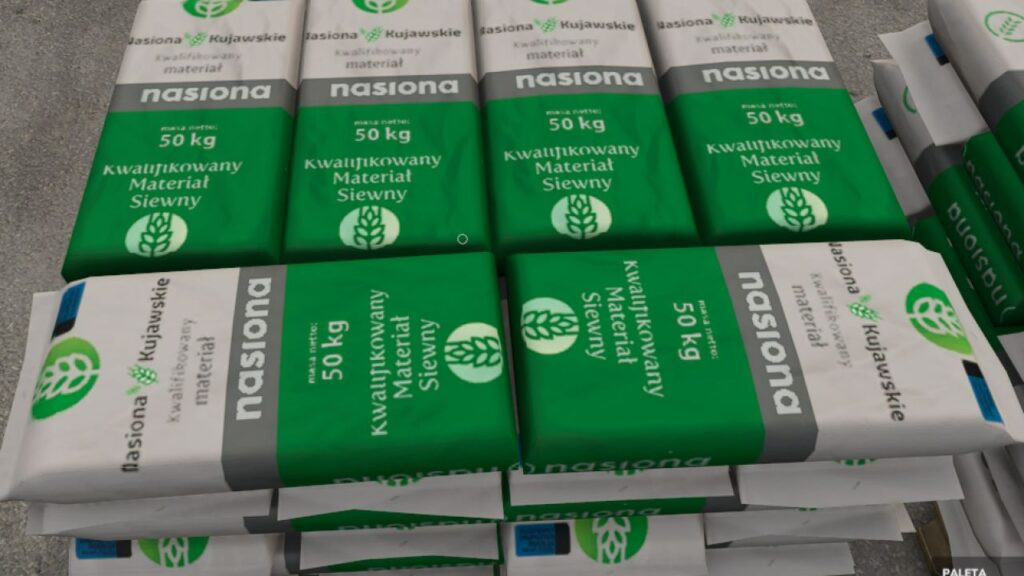 Nasiona Kujawskie
Kwalifikowany
materiał
nasiona
masa netto:
50 kg
Kwalifikowany
Materiał
Siewny
Nasiona Kujawskie
Kwalifikowany
materiał
nasiona
masa netto:
50 kg
Kwalifikowany
Materiał
Siewny
Nasiona Kujawskie
Kwalifikowany
materiał
nasiona
masa netto:
50 kg
Kwalifikowany
Materiał
Siewny
Nasiona Kujawskie
Kwalifikowany
materiał
nasiona
masa netto:
50 kg
Kwalifikowany
Materiał
Siewny
Nasiona Kujawskie
Kwalifikowany
materiał
nasiona
masa netto:
50 kg
Kwalifikowany
Materiał
Siewny
Nasiona Kujawskie
Kwalifikowany
materiał
nasiona
masa netto:
50 kg
Kwalifikowany
Materiał
Siewny
nasiona
nasiona
nasiona
nasiona
PALETA